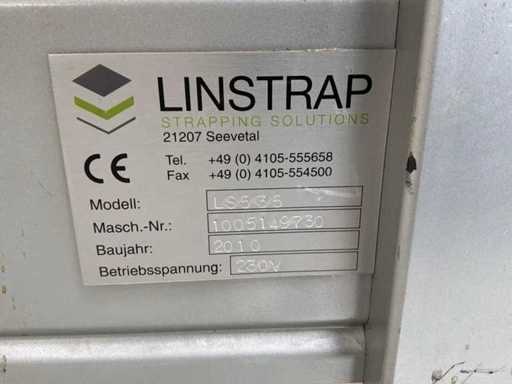 LINSTRAP
STRAPPING SOLUTIONS
21207 Seevetal
CE
Tel. +49 (0) 4105-555658
Fax +49 (0) 4105-554500
Modell:
Masch.-Nr.: 1005149730
Baujahr: 2010
Betriebsspannung: 230V